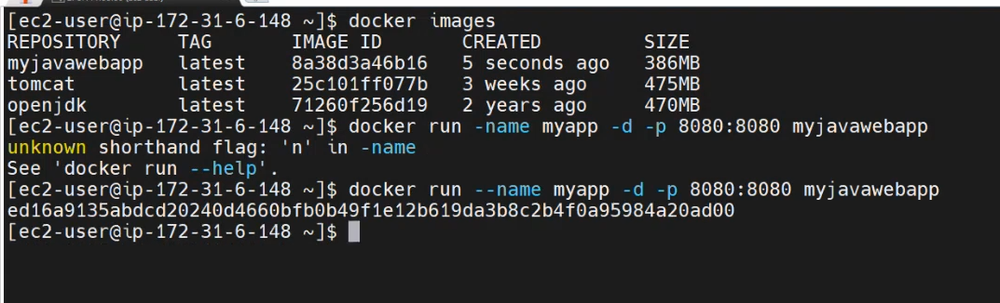 [ec2-user@ip-172-31-6-148 ~]$ docker images
REPOSITORY    TAG       IMAGE ID       CREATED         SIZE
myjavawebapp   latest    8a38d3a46b16   5 seconds ago   386MB
tomcat         latest    25c101ff077b   3 weeks ago     475MB
openjdk        latest    71260f256d19   2 years ago     470MB
[ec2-user@ip-172-31-6-148 ~]$ docker run -name myapp -d -p 8080:8080 myjavawebapp
unknown shorthand flag: 'n' in -name
See 'docker run --help'.
[ec2-user@ip-172-31-6-148 ~]$ docker run --name myapp -d -p 8080:8080 myjavawebapp
ed16a9135abdcd20240d4660bfb0b49f1e12b619da3b8c2b4f0a95984a20ad00
[ec2-user@ip-172-31-6-148 ~]$